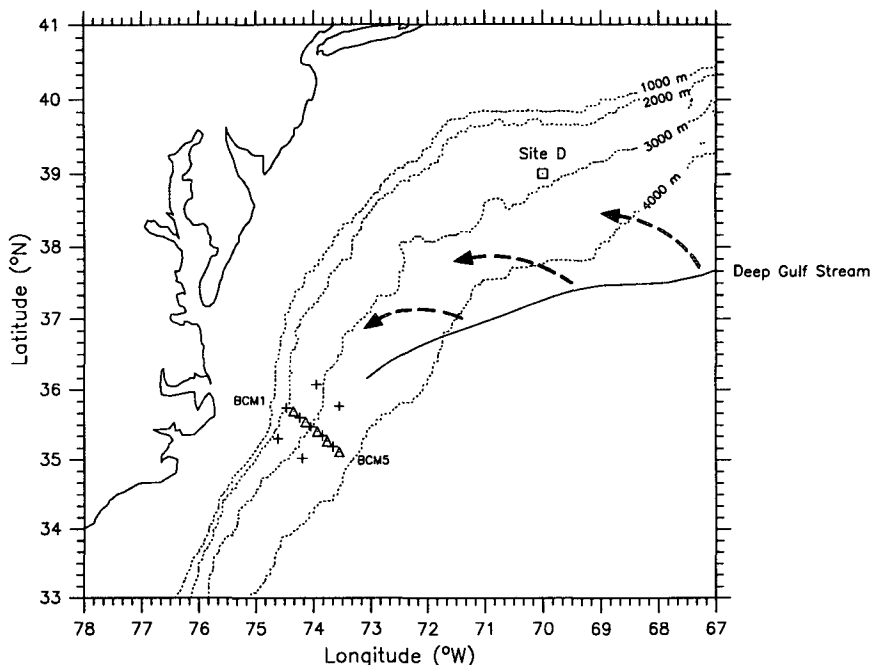 41
40
39
38
37
36
35
34
33
Latitude (°N)
1000 m
2000 m
3000 m
4000 m
Site D
Deep Gulf Stream
BCM1
BCM5
78 77 76 75 74 73 72 71 70 69 68 67
Longitude (°W)